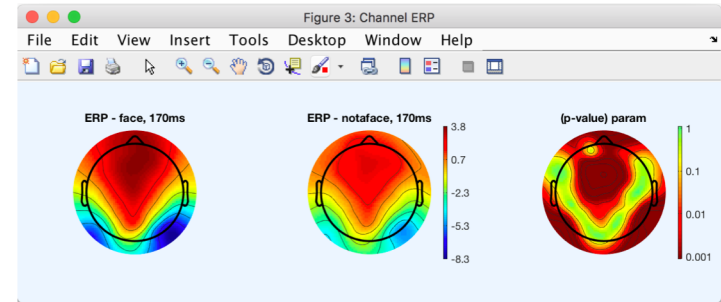 Figure 3: Channel ERP
File Edit View Insert Tools Desktop Window Help
ERP - face, 170ms
ERP - notaface, 170ms
(p-value) param
3.8
0.7
-2.3
-5.3
-8.3
1
0.1
0.01
0.001